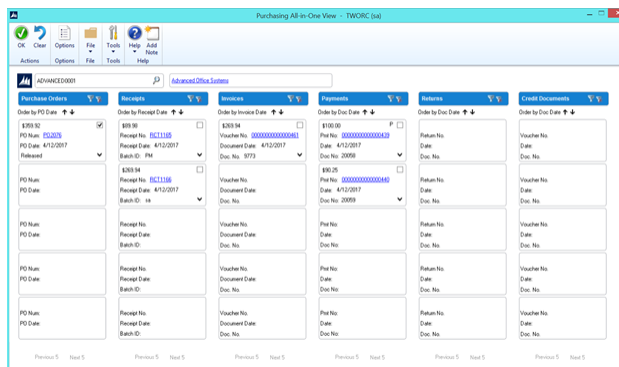 Purchasing All-in-One View - TWORC (sa)
OK Clear Options File Tools Help Add Note
Actions Options File Tools Help
ADVANCED0001 Advanced Office Systems
Purchase Orders
Order by PO Date
$359.92
PO Num: PO2076
PO Date: 4/12/2017
Released
PO Num:
PO Date:
PO Num:
PO Date:
PO Num:
PO Date:
PO Num:
PO Date:
Previous 5 Next 5
Receipts
Order by Receipt Date
$89.98
Receipt No. RCT1165
Receipt Date: 4/12/2017
Batch ID: PM
$269.94
Receipt No. RCT1166
Receipt Date: 4/12/2017
Batch ID:
Receipt No.
Receipt Date:
Batch ID:
Receipt No.
Receipt Date:
Batch ID:
Receipt No.
Receipt Date:
Batch ID:
Previous 5 Next 5
Invoices
Order by Invoice Date
$269.94
Voucher No.
Document Date: 4/12/2017
Doc. No. 9773
Voucher No.
Document Date:
Doc. No.
Voucher No.
Document Date:
Doc. No.
Voucher No.
Document Date:
Doc. No.
Voucher No.
Document Date:
Doc. No.
Previous 5 Next 5
Payments
Order by Doc Date
$100.00 P
Pmt No:
Date: 4/12/2017
Doc No: 20058
$90.25
Pmt No:
Date: 4/12/2017
Doc No: 20059
Pmt No:
Date:
Doc No:
Pmt No:
Date:
Doc No:
Pmt No:
Date:
Doc No:
Previous 5 Next 5
Returns
Order by Doc Date
Return No.
Date:
Doc. No.
Return No.
Date:
Doc. No.
Return No.
Date:
Doc. No.
Return No.
Date:
Doc. No.
Return No.
Date:
Doc. No.
Previous 5 Next 5
Credit Documents
Order by Doc Date
Voucher No.
Date:
Doc. No.
Voucher No.
Date:
Doc. No.
Voucher No.
Date:
Doc. No.
Voucher No.
Date:
Doc. No.
Voucher No.
Date:
Doc. No.
Previous 5 Next 5